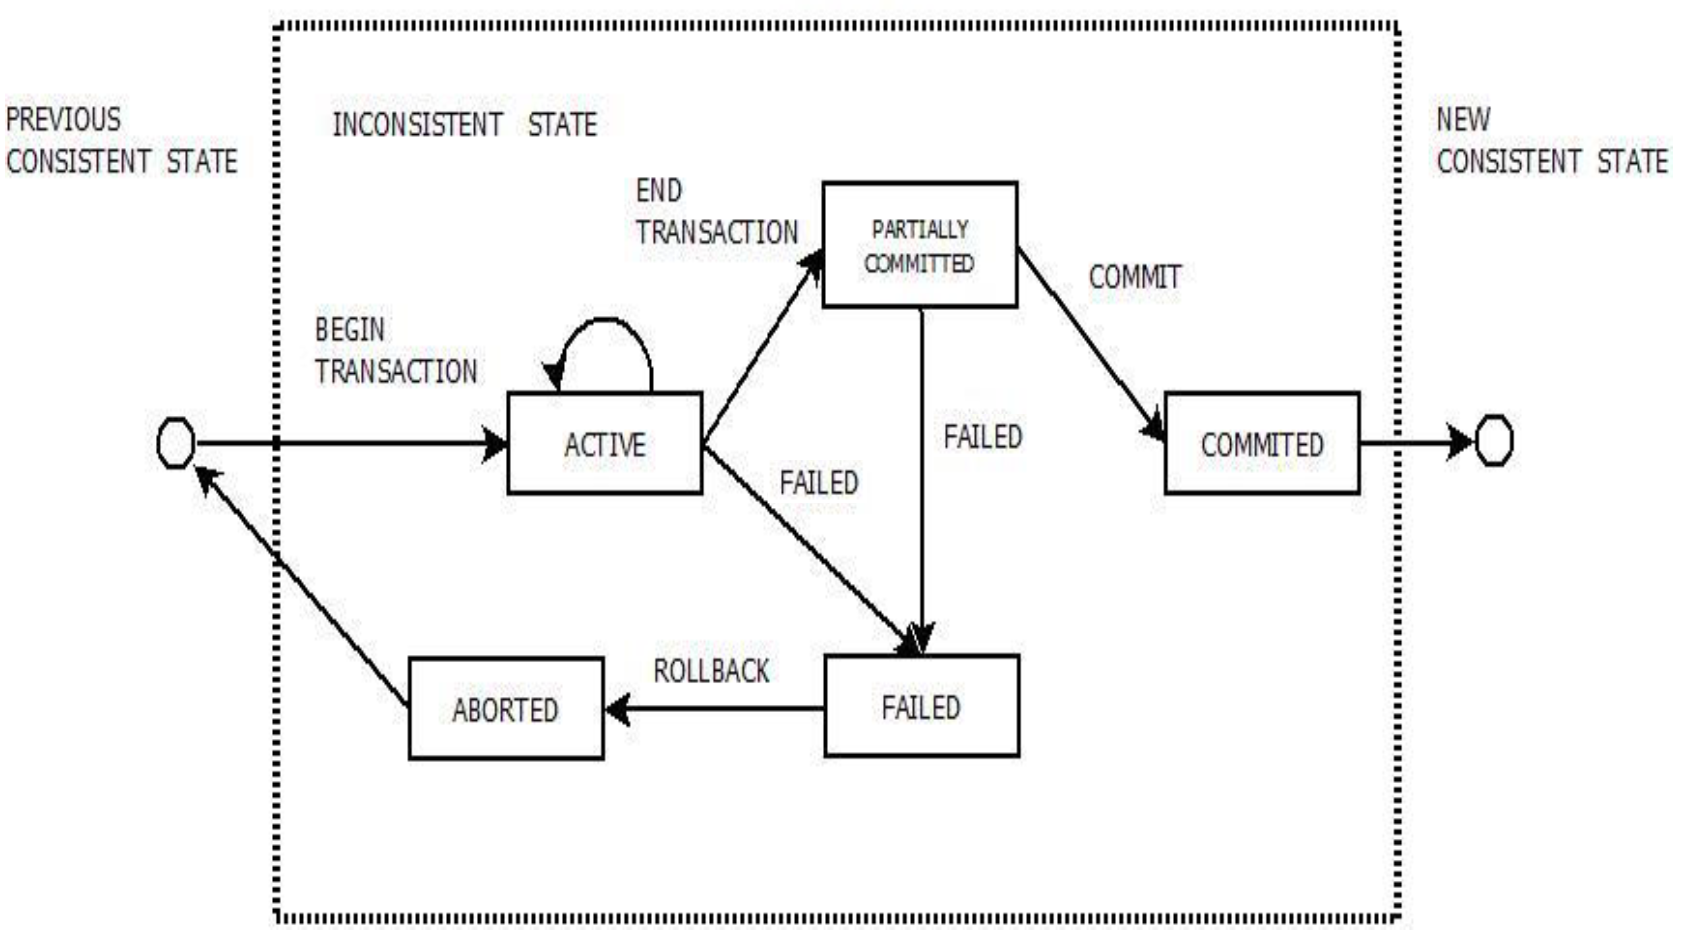 PREVIOUS
CONSISTENT STATE
INCONSISTENT STATE
NEW
CONSISTENT STATE
END
TRANSACTION
PARTIALLY
COMMITTED
COMMIT
BEGIN
TRANSACTION
ACTIVE
FAILED
FAILED
COMMITED
ROLLBACK
ABORTED
FAILED